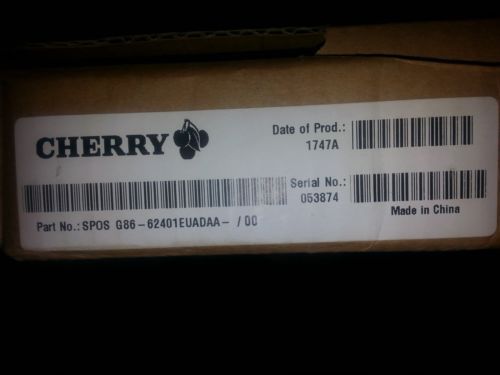 CHERRY
Date of Prod.:
1747A
Serial No.:
053874
Part No.: SPOS G86-62401EUADAA- / 00
Made in China